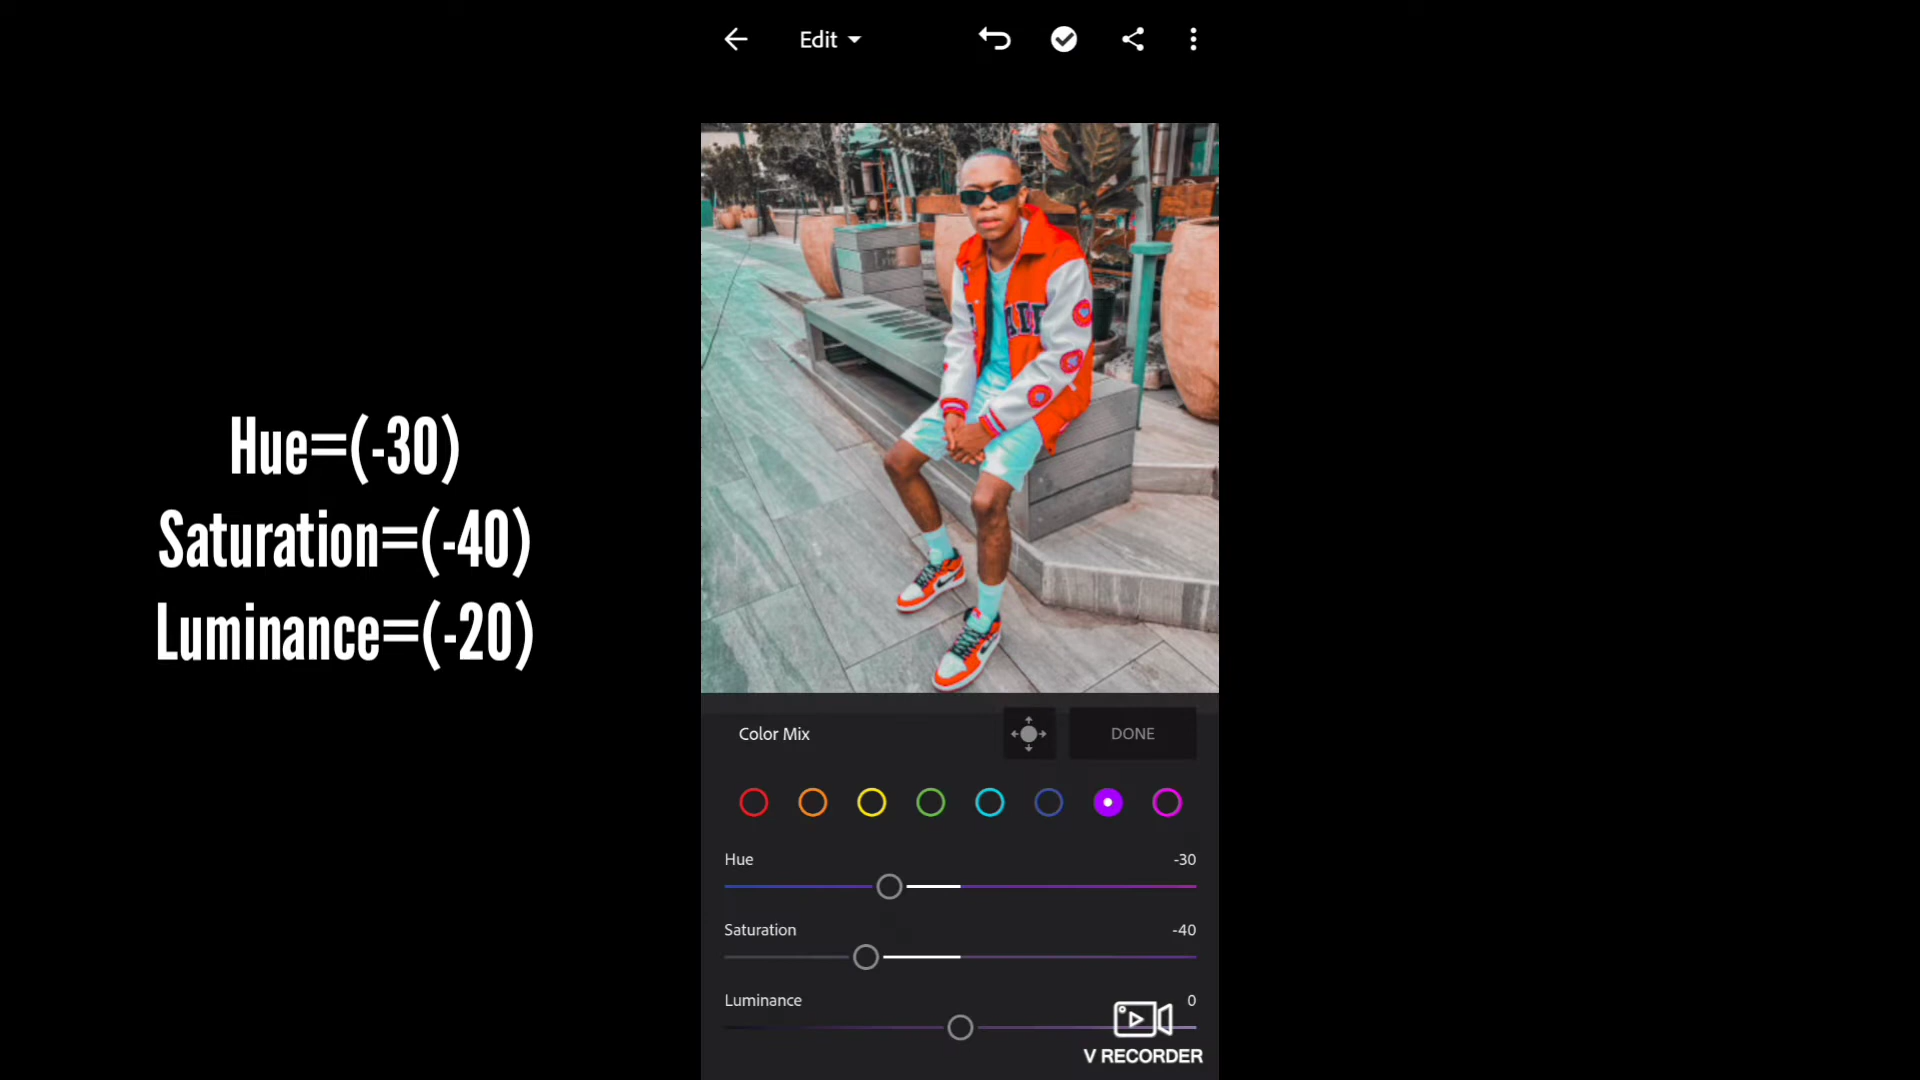 Edit
Hue=(-30)
Saturation=(-40)
Luminance=(-20)
Color Mix
DONE
Hue -30
Saturation -40
Luminance 0
V RECORDER